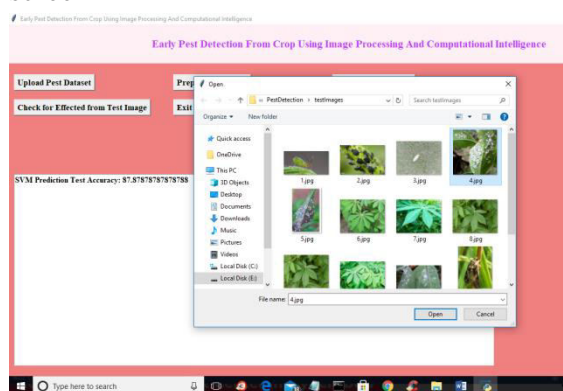 Early Pest Detection From Crop Using Image Processing And Computational Intelligence
Early Pest Detection From Crop Using Image Processing And Computational Intelligence
Upload Pest Dataset
Prep
Check for Effected from Test Image
Exit
SVM Prediction Test Accuracy: 87.87878787878788
Open
« PestDetection › testImages
Search testImages
Organize
New folder
Quick access
OneDrive
This PC
3D Objects
Desktop
Documents
Downloads
Music
Pictures
Videos
Local Disk (C:)
Local Disk (E:)
1.jpg
2.jpg
3.jpg
4.jpg
5.jpg
6.jpg
7.jpg
8.jpg
File name: 4.jpg
Open
Cancel
Type here to search